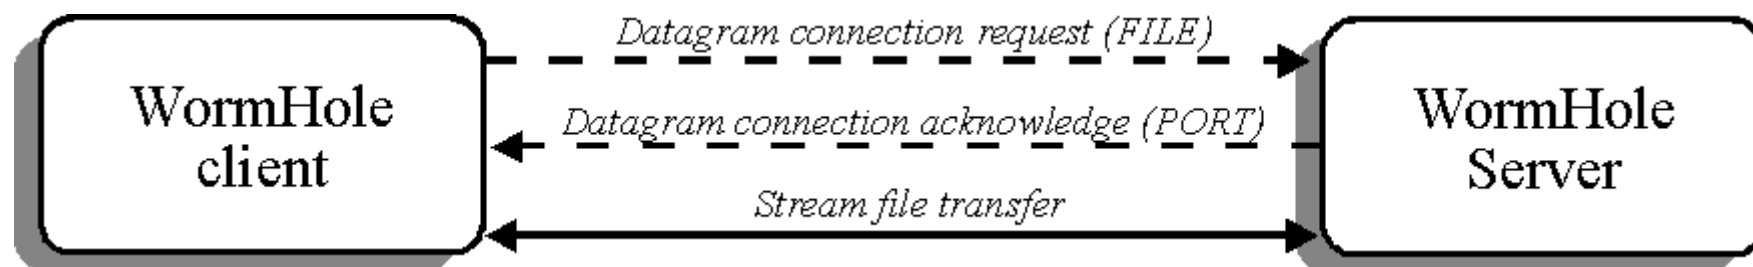 WormHole
client
Datagram connection request (FILE)
Datagram connection acknowledge (PORT)
Stream file transfer
WormHole
Server